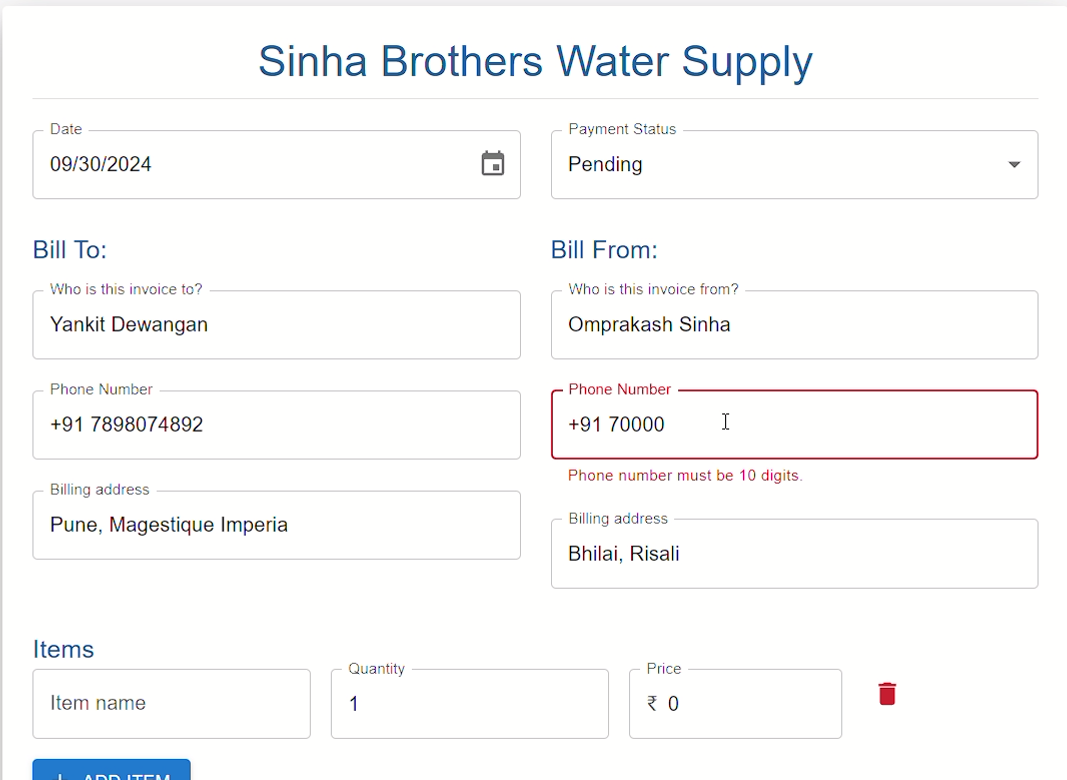 Sinha Brothers Water Supply
Date
09/30/2024
Payment Status
Pending
Bill To:
Who is this invoice to?
Yankit Dewangan
Phone Number
+91 7898074892
Billing address
Pune, Magestique Imperia
Bill From:
Who is this invoice from?
Omprakash Sinha
Phone Number
+91 70000
Phone number must be 10 digits.
Billing address
Bhilai, Risali
Items
Item name
Quantity
1
Price
₹ 0
+ ADD ITEM